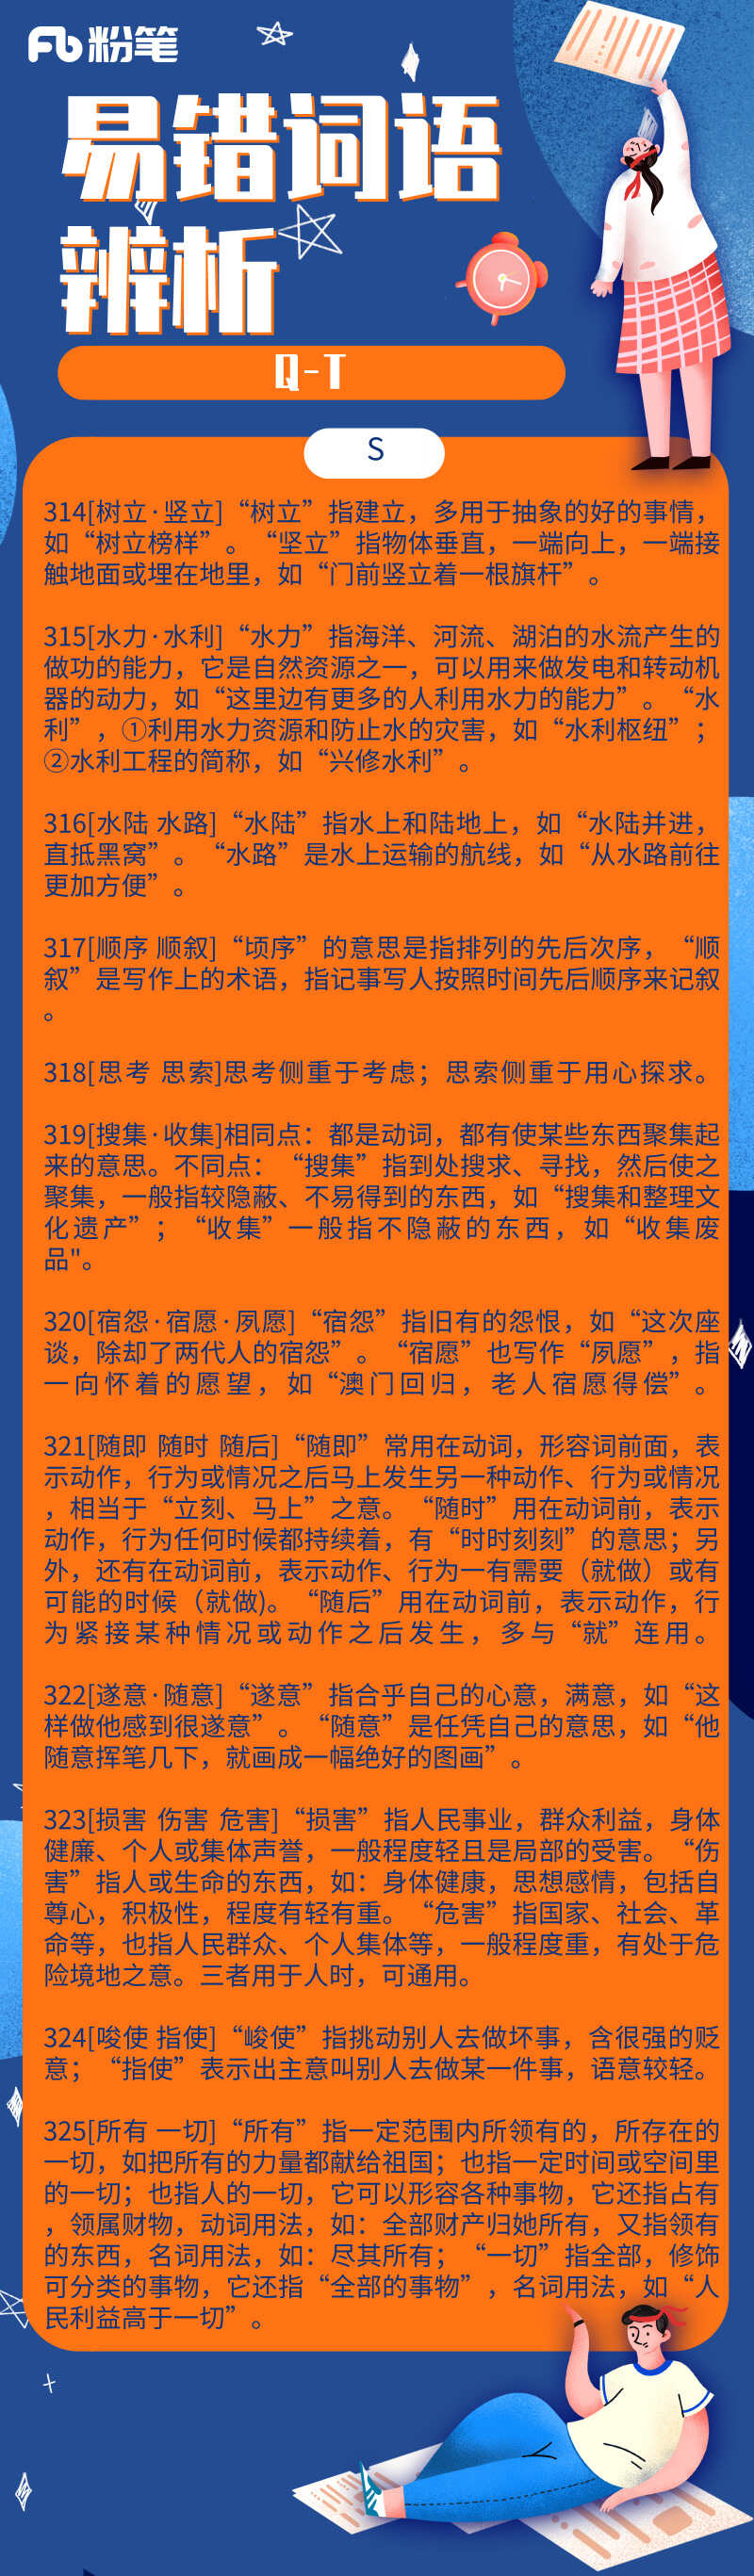 粉笔
易错词语
辨析
Q-T
S
314[树立·竖立]“树立”指建立，多用于抽象的好的事情，
如“树立榜样”。“坚立”指物体垂直，一端向上，一端接
触地面或埋在地里，如“门前竖立着一根旗杆”。
315[水力·水利]“水力”指海洋、河流、湖泊的水流产生的
做功的能力，它是自然资源之一，可以用来做发电和转动机
器的动力，如“这里边有更多的人利用水力的能力”。“水
利”，①利用水力资源和防止水的灾害，如“水利枢纽”；
②水利工程的简称，如“兴修水利”。
316[水陆 水路]“水陆”指水上和陆地上，如“水陆并进，
直抵黑窝”。“水路”是水上运输的航线，如“从水路前往
更加方便”。
317[顺序 顺叙]“顷序”的意思是指排列的先后次序，“顺
叙”是写作上的术语，指记事写人按照时间先后顺序来记叙
。
318[思考 思索]思考侧重于考虑；思索侧重于用心探求。
319[搜集·收集]相同点：都是动词，都有使某些东西聚集起
来的意思。不同点：“搜集”指到处搜求、寻找，然后使之
聚集，一般指较隐蔽、不易得到的东西，如“搜集和整理文
化遗产”；“收集”一般指不隐蔽的东西，如“收集废
品"。
320[宿怨·宿愿·夙愿]“宿怨”指旧有的怨恨，如“这次座
谈，除却了两代人的宿怨”。“宿愿”也写作“夙愿”，指
一向怀着的愿望，如“澳门回归，老人宿愿得偿”。
321[随即 随时 随后]“随即”常用在动词，形容词前面，表
示动作，行为或情况之后马上发生另一种动作、行为或情况
，相当于“立刻、马上”之意。“随时”用在动词前，表示
动作，行为任何时候都持续着，有“时时刻刻”的意思；另
外，还有在动词前，表示动作、行为一有需要（就做）或有
可能的时候（就做)。“随后”用在动词前，表示动作，行
为紧接某种情况或动作之后发生，多与“就”连用。
322[遂意·随意]“遂意”指合乎自己的心意，满意，如“这
样做他感到很遂意”。“随意”是任凭自己的意思，如“他
随意挥笔几下，就画成一幅绝好的图画”。
323[损害 伤害 危害]“损害”指人民事业，群众利益，身体
健廉、个人或集体声誉，一般程度轻且是局部的受害。“伤
害”指人或生命的东西，如：身体健康，思想感情，包括自
尊心，积极性，程度有轻有重。“危害”指国家、社会、革
命等，也指人民群众、个人集体等，一般程度重，有处于危
险境地之意。三者用于人时，可通用。
324[唆使 指使]“峻使”指挑动别人去做坏事，含很强的贬
意；“指使”表示出主意叫别人去做某一件事，语意较轻。
325[所有 一切]“所有”指一定范围内所领有的，所存在的
一切，如把所有的力量都献给祖国；也指一定时间或空间里
的一切；也指人的一切，它可以形容各种事物，它还指占有
，领属财物，动词用法，如：全部财产归她所有，又指领有
的东西，名词用法，如：尽其所有；“一切”指全部，修饰
可分类的事物，它还指“全部的事物”，名词用法，如“人
民利益高于一切”。